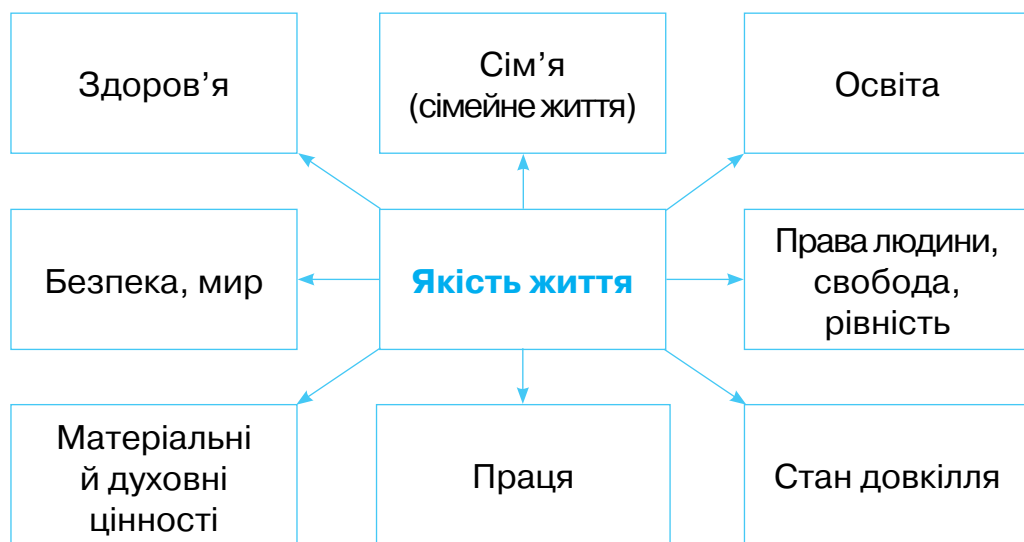 Здоров’я
Сім’я
(сімейне життя)
Освіта
Безпека, мир
Якість життя
Права людини,
свобода,
рівність
Матеріальні
й духовні
цінності
Праця
Стан довкілля